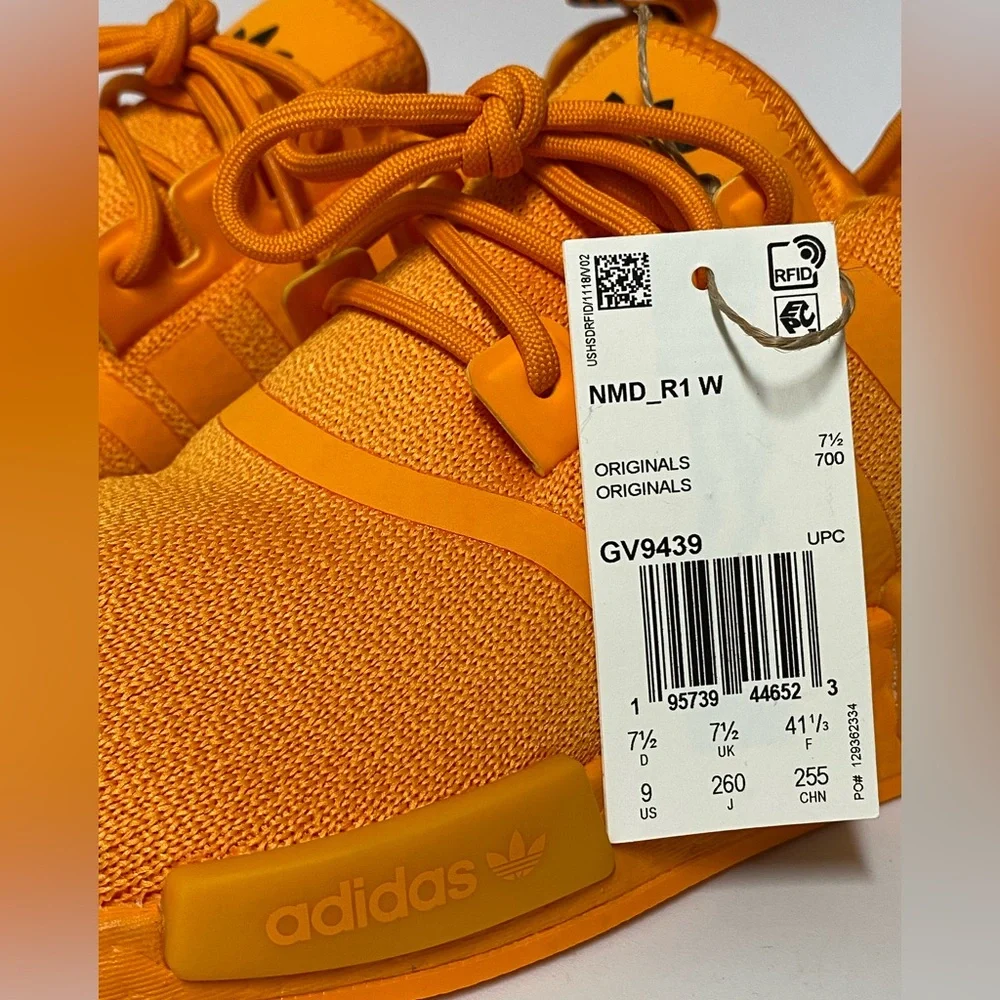 USHSDRFID/1118/V02
RFID
EPC
NMD_R1 W
7½
ORIGINALS 700
ORIGINALS
GV9439 UPC
1 95739 44652 3
7½ 7½ 41¹/³
D UK F
9 260 255
US J CHN
PO# 129362334
adidas